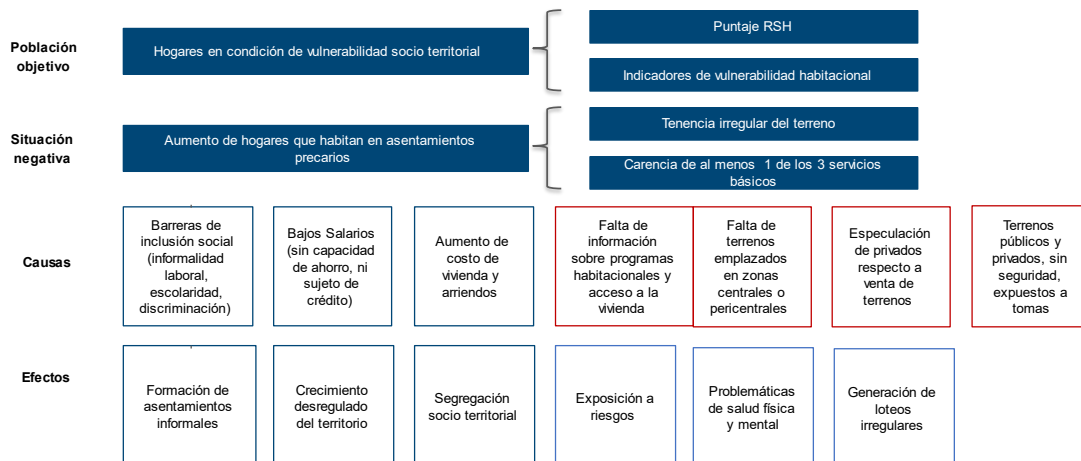 Población
objetivo
Hogares en condición de vulnerabilidad socio territorial
Puntaje RSH
Indicadores de vulnerabilidad habitacional
Situación
negativa
Aumento de hogares que habitan en asentamientos
precarios
Tenencia irregular del terreno
Carencia de al menos 1 de los 3 servicios
básicos
Causas
Barreras de
inclusión social
(informalidad
laboral,
escolaridad,
discriminación)
Bajos Salarios
(sin capacidad
de ahorro, ni
sujeto de
crédito)
Aumento de
costo de
vivienda y
arriendos
Falta de
información
sobre programas
habitacionales y
acceso a la
vivienda
Falta de
terrenos
emplazados
en zonas
centrales o
pericentrales
Especulación
de privados
respecto a
venta de
terrenos
Terrenos
públicos y
privados, sin
seguridad,
expuestos a
tomas
Efectos
Formación de
asentamientos
informales
Crecimiento
desregulado
del territorio
Segregación
socio territorial
Exposición a
riesgos
Problemáticas
de salud física
y mental
Generación de
loteos
irregulares